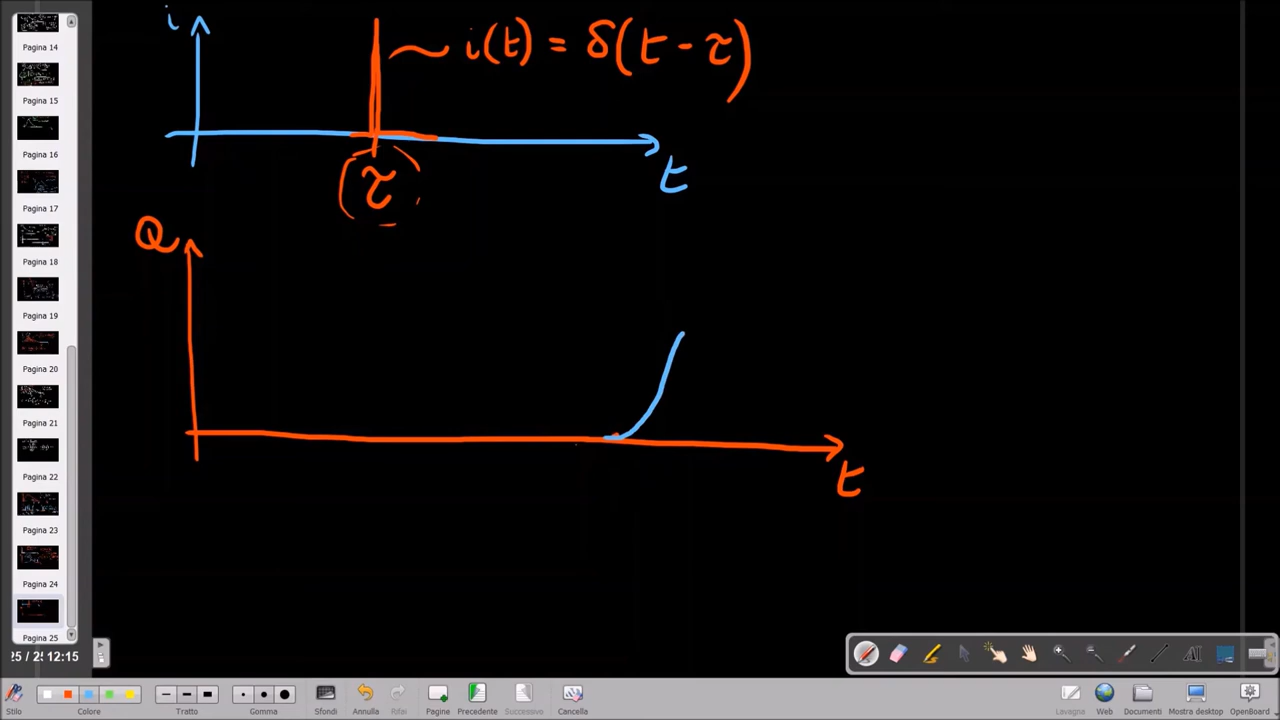 i
i(t) = δ(t - τ)
t
τ
Q
t
Pagina 14
Pagina 15
Pagina 16
Pagina 17
Pagina 18
Pagina 19
Pagina 20
Pagina 21
Pagina 22
Pagina 23
Pagina 24
Pagina 25
12:15
Stilo
Colore
Tratto
Gomma
Sfondi
Annulla
Rifai
Pagine
Precedente
Successivo
Cancella
Lavagna
Web
Documenti
Mostra desktop
OpenBoard